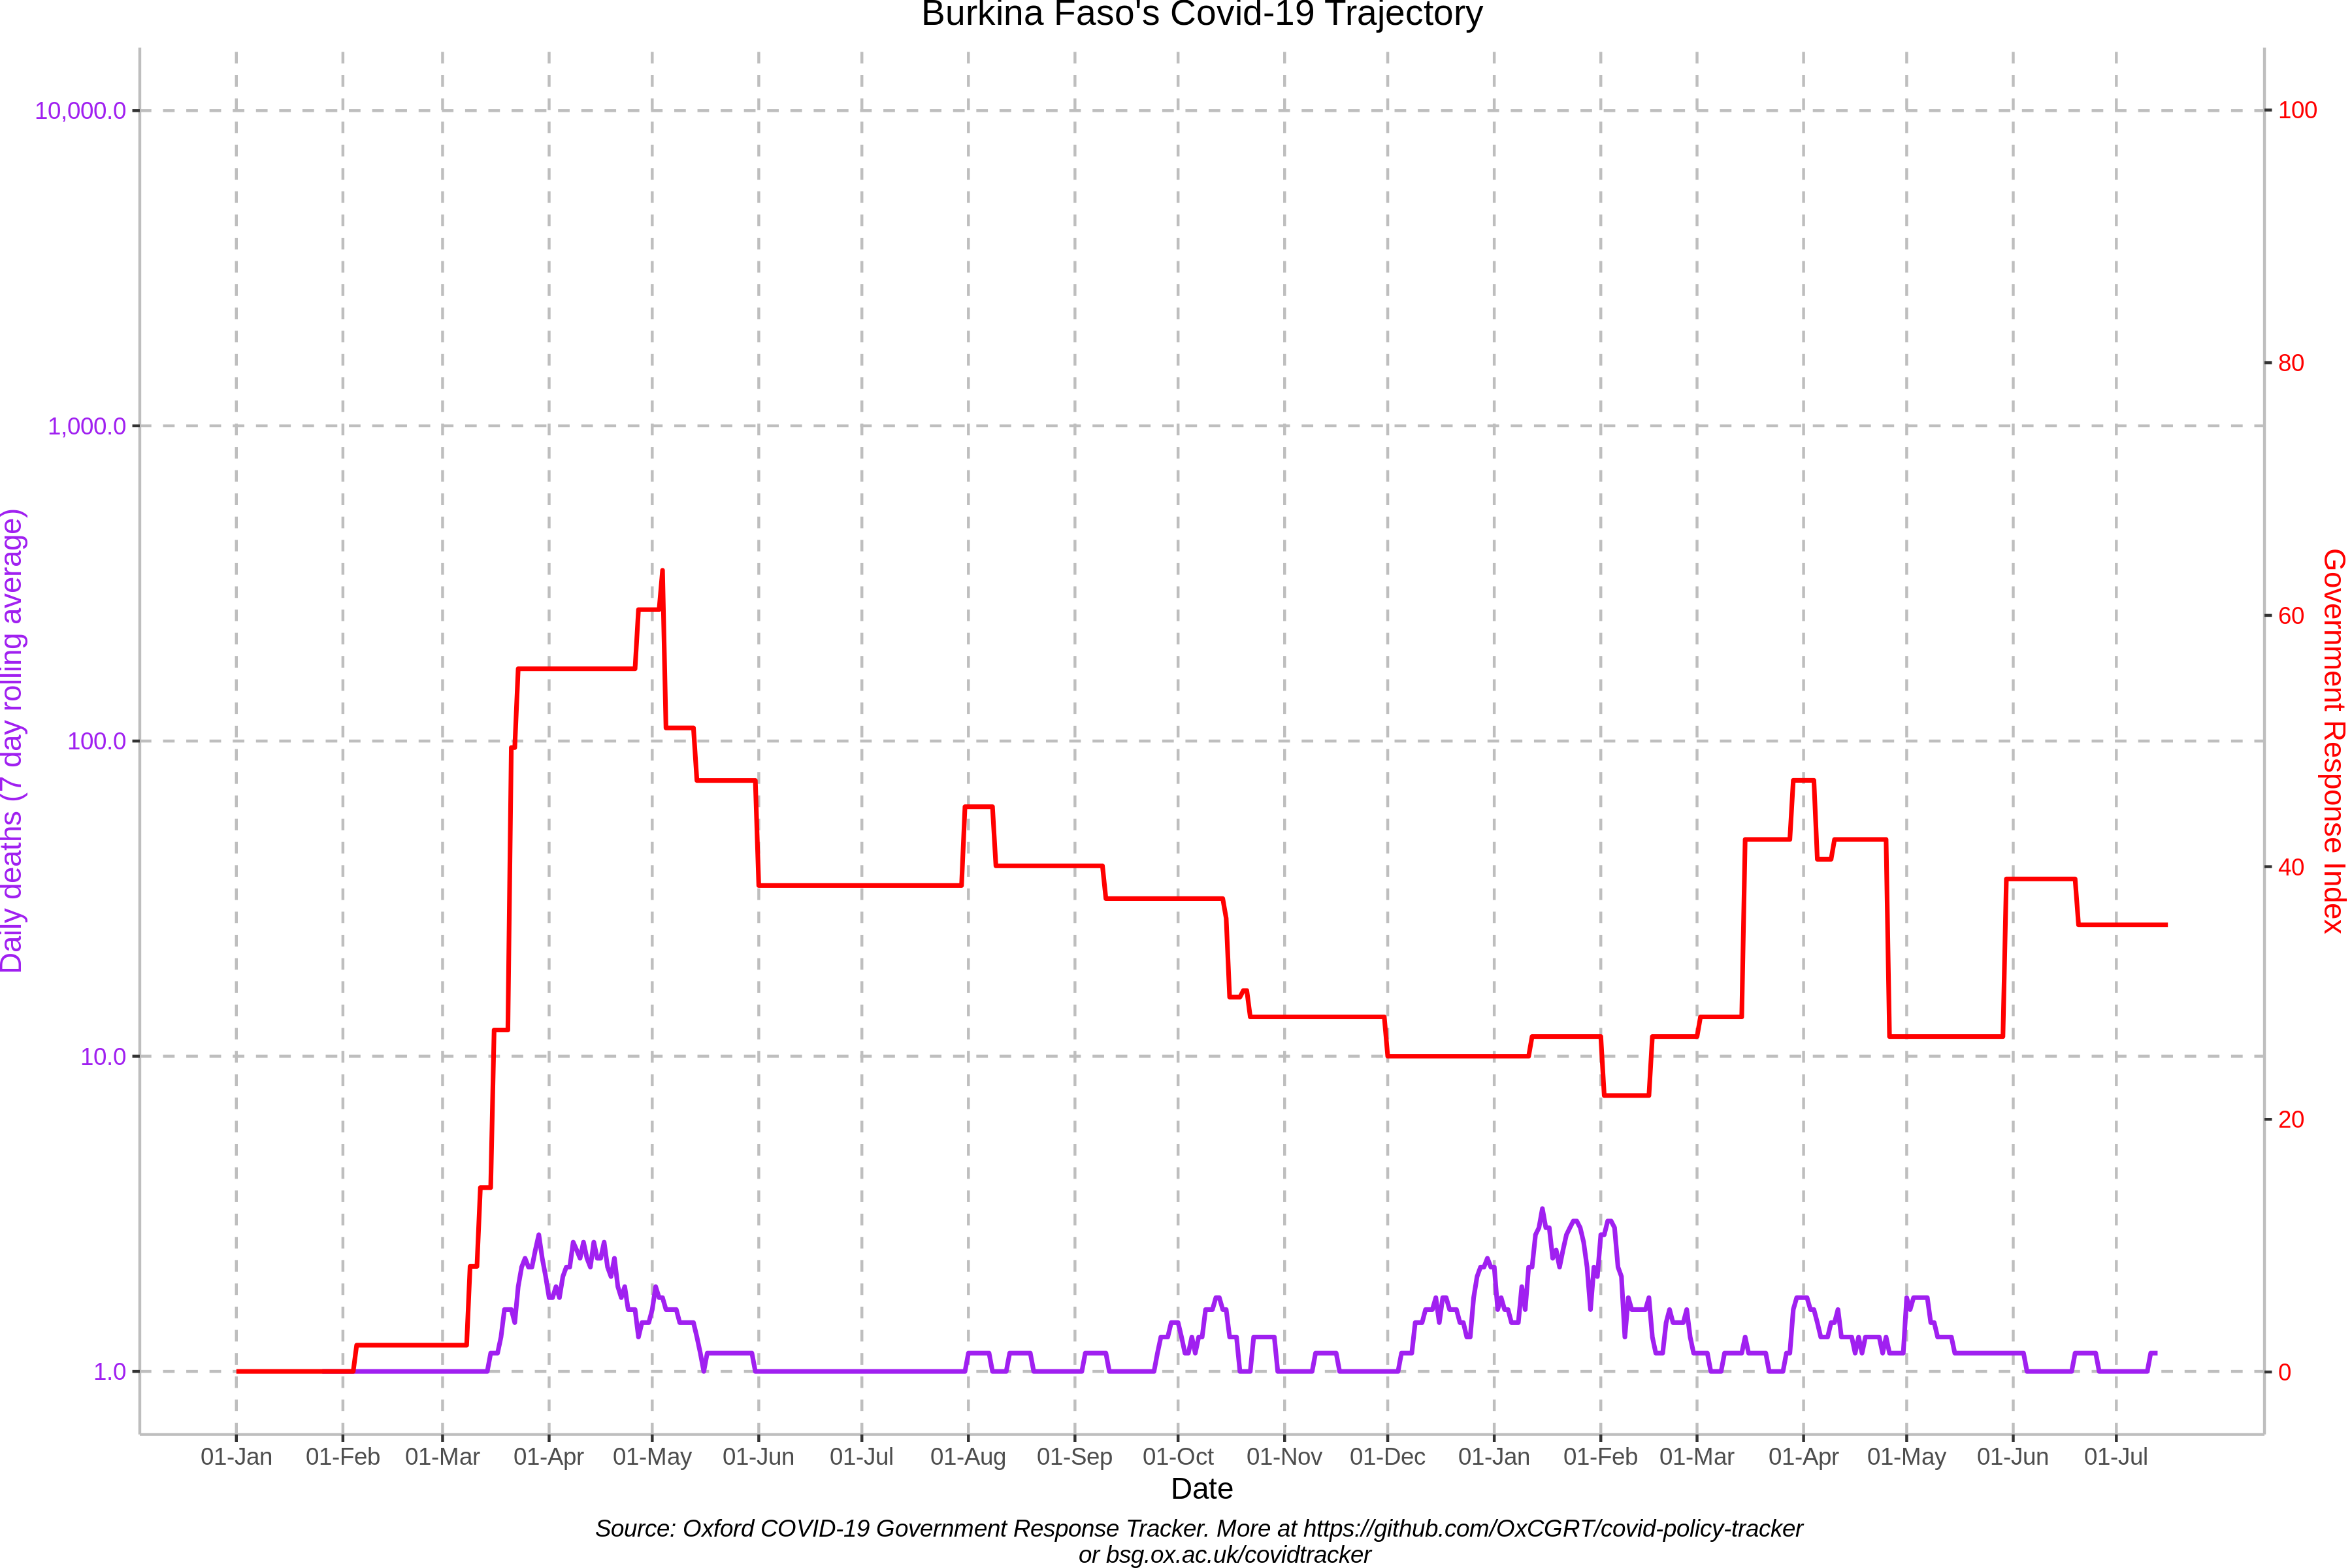 Burkina Faso's Covid-19 Trajectory
10,000.0
1,000.0
100.0
10.0
1.0
Daily deaths (7 day rolling average)
100
80
60
40
20
0
Government Response Index
01-Jan 01-Feb 01-Mar 01-Apr 01-May 01-Jun 01-Jul 01-Aug 01-Sep 01-Oct 01-Nov 01-Dec 01-Jan 01-Feb 01-Mar 01-Apr 01-May 01-Jun 01-Jul
Date
Source: Oxford COVID-19 Government Response Tracker. More at https://github.com/OxCGRT/covid-policy-tracker
or bsg.ox.ac.uk/covidtracker